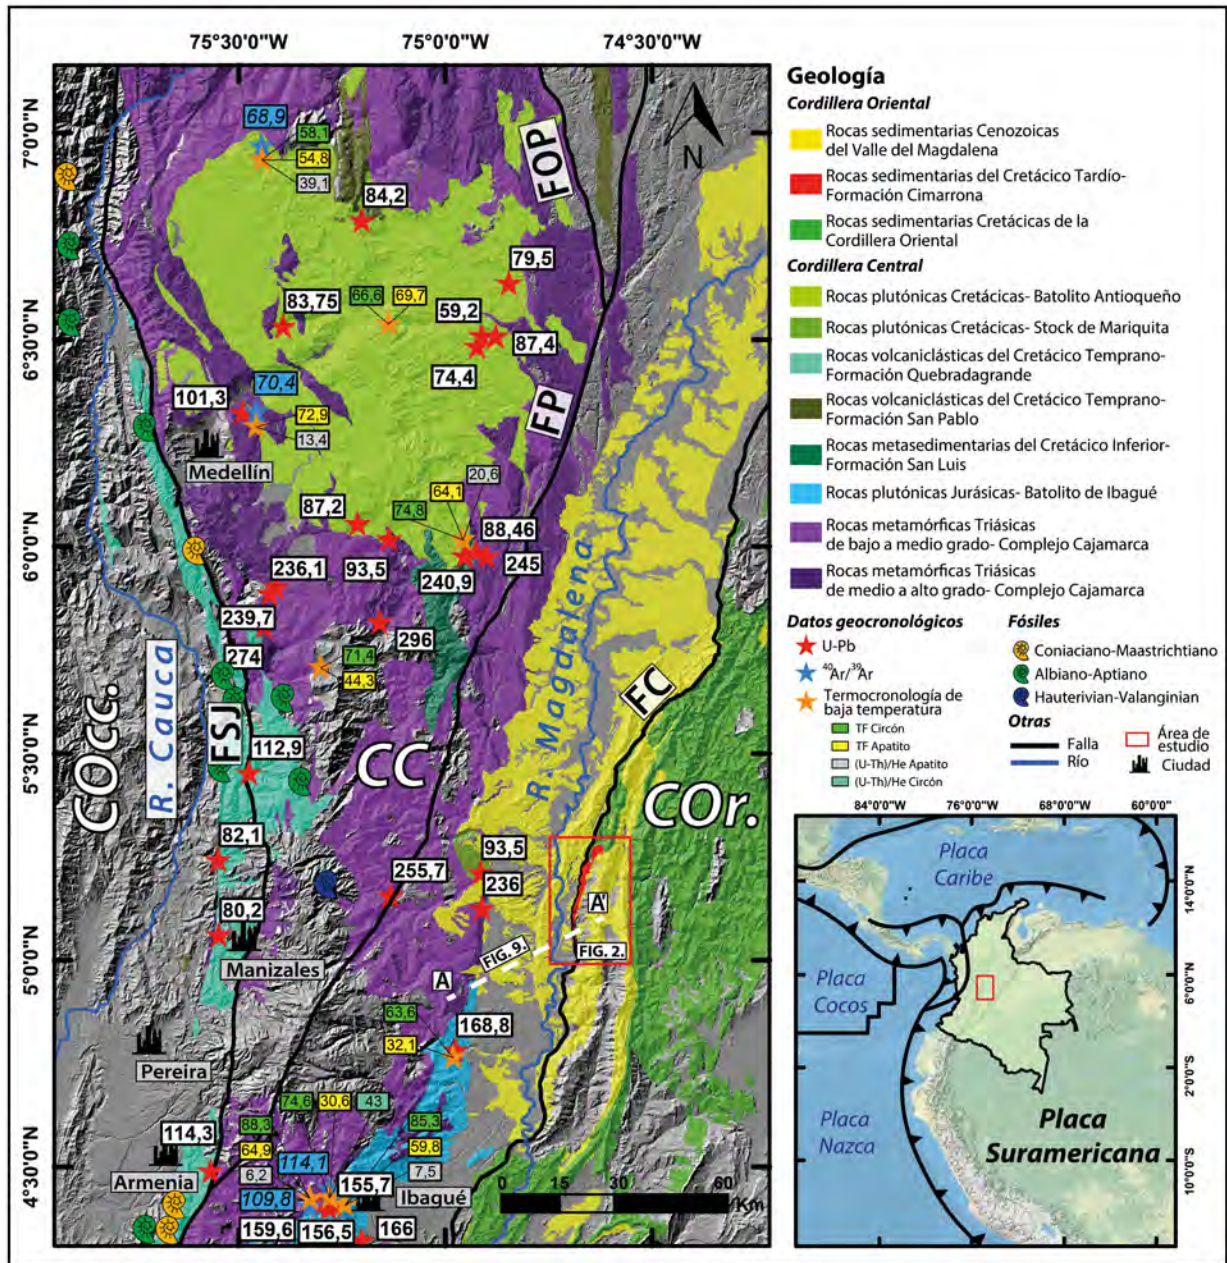 75°30'W
75°0'0"W
74°30'0"W
7°0'0"N
6°30'0"N
6°0'0"N
5°30'0"N
5°0'0"N
4°30'0"N
68,9
58,1
54,8
39,1
84,2
FOP
N
79,5
83,75
66,6
69,7
59,2
87,4
74,4
70,4
101,3
72,9
13,4
Medellín
FP
20,6
64,1
74,8
87,2
88,46
93,5
245
240,9
236,1
239,7
274
296
71,4
44,3
R. Magdalena
FC
COcc.
R. Cauca
FSJ
112,9
CC
COr.
82,1
93,5
255,7
236
80,2
Manizales
A'
FIG. 9.
FIG. 2.
A
63,6
168,8
32,1
Pereira
74,6
30,6
43
88,3
85,3
114,3
64,9
59,8
114,1
6,2
7,5
Armenia
155,7
Ibagué
109,8
159,6
156,5
166
0
15
30
60
Km
Geología
Cordillera Oriental
Rocas sedimentarias Cenozoicas
del Valle del Magdalena
Rocas sedimentarias del Cretácico Tardío-
Formación Cimarrona
Rocas sedimentarias Cretácicas de la
Cordillera Oriental
Cordillera Central
Rocas plutónicas Cretácicas- Batolito Antioqueño
Rocas plutónicas Cretácicas- Stock de Mariquita
Rocas volcaniclásticas del Cretácico Temprano-
Formación Quebradagrande
Rocas volcaniclásticas del Cretácico Temprano-
Formación San Pablo
Rocas metasedimentarias del Cretácico Inferior-
Formación San Luis
Rocas plutónicas Jurásicas- Batolito de Ibagué
Rocas metamórficas Triásicas
de bajo a medio grado- Complejo Cajamarca
Rocas metamórficas Triásicas
de medio a alto grado- Complejo Cajamarca
Datos geocronológicos
U-Pb
⁴⁰Ar/³⁹Ar
Termocronología de
baja temperatura
TF Circón
TF Apatito
(U-Th)/He Apatito
(U-Th)/He Circón
Fósiles
Coniaciano-Maastrichtiano
Albiano-Aptiano
Hauterivian-Valanginian
Otras
Falla
Río
Área de
estudio
Ciudad
84°0'0"
76°0'0"
68°0'0"
60°0'0"
14°0'0"N
6°0'0"N
2°0'0"S
10°0'0"S
Placa
Caribe
Placa
Cocos
Placa
Nazca
Placa
Suramericana